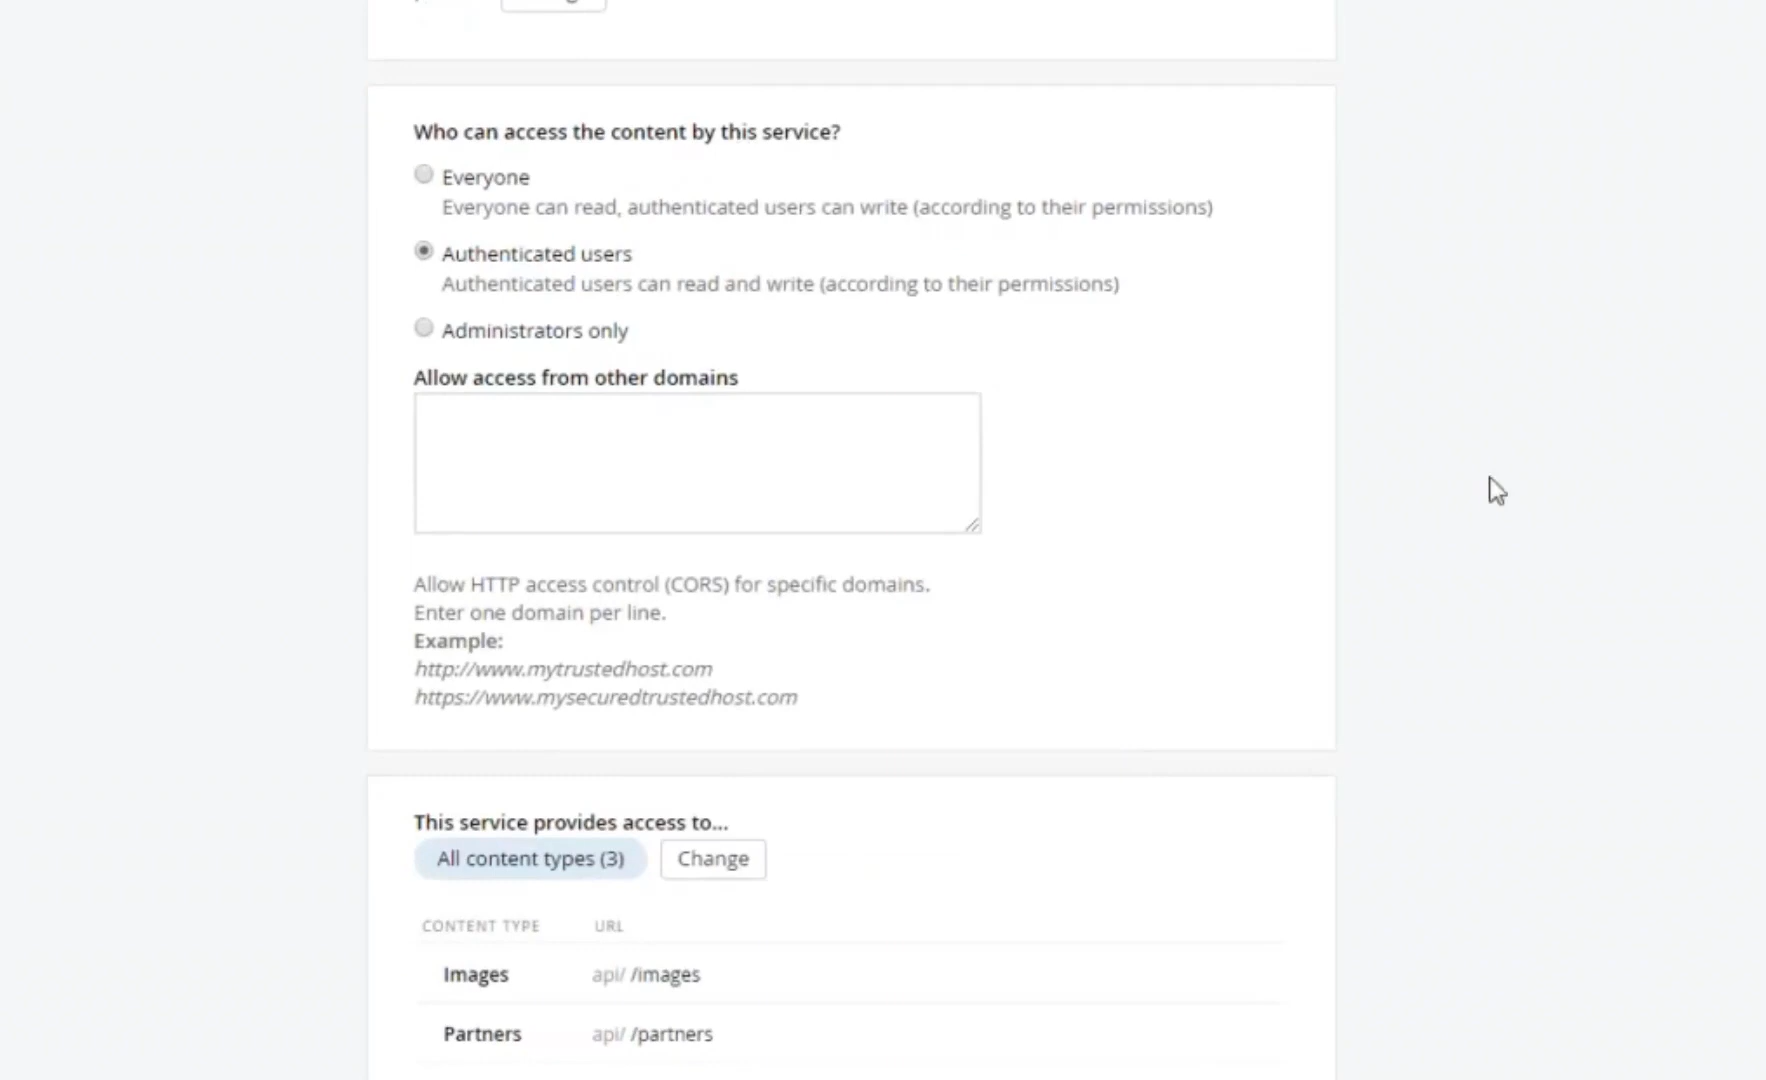 Who can access the content by this service?
Everyone
Everyone can read, authenticated users can write (according to their permissions)
Authenticated users
Authenticated users can read and write (according to their permissions)
Administrators only
Allow access from other domains
Allow HTTP access control (CORS) for specific domains.
Enter one domain per line.
Example:
http://www.mytrustedhost.com
https://www.mysecuredtrustedhost.com
This service provides access to...
All content types (3) Change
CONTENT TYPE URL
Images api/ /images
Partners api/ /partners